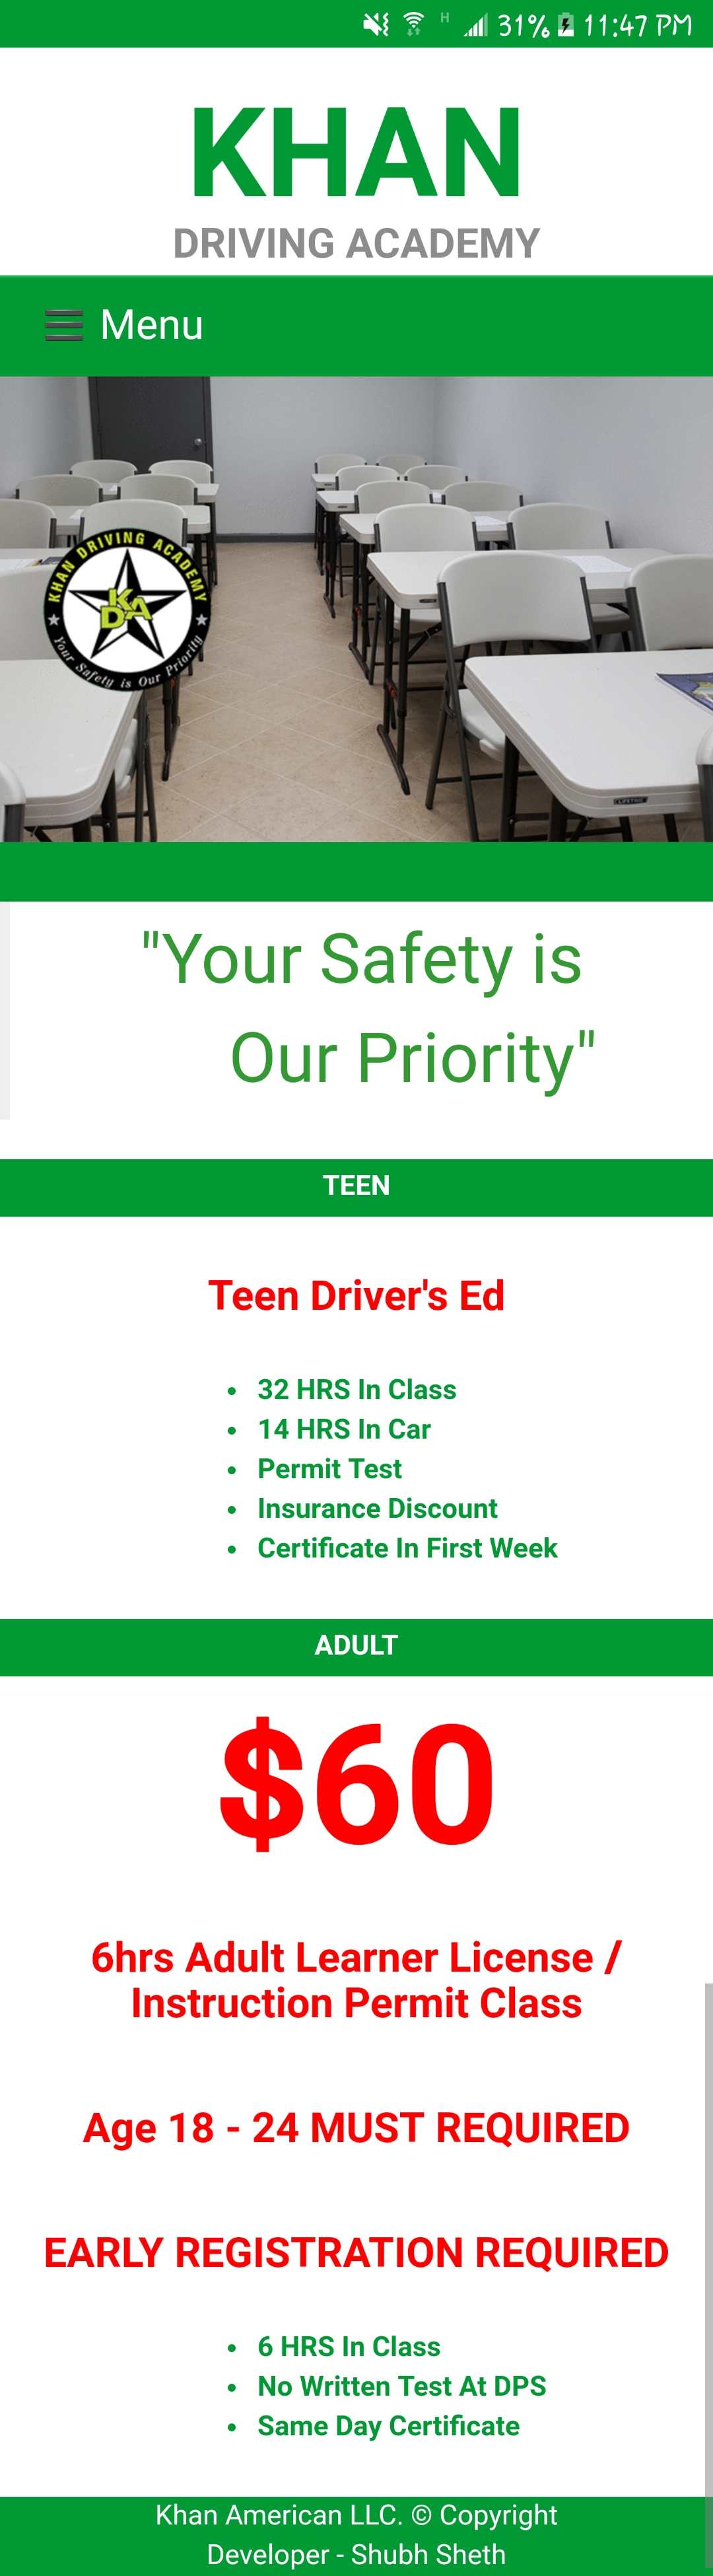 H 31% 11:47 PM
KHAN
DRIVING ACADEMY
Menu
KHAN DRIVING ACADEMY
KDA
Your Safety is Our Priority
LIFETIME
"Your Safety is
Our Priority"
TEEN
Teen Driver's Ed
• 32 HRS In Class
• 14 HRS In Car
• Permit Test
• Insurance Discount
• Certificate In First Week
ADULT
$60
6hrs Adult Learner License /
Instruction Permit Class
Age 18 - 24 MUST REQUIRED
EARLY REGISTRATION REQUIRED
• 6 HRS In Class
• No Written Test At DPS
• Same Day Certificate
Khan American LLC. © Copyright
Developer - Shubh Sheth